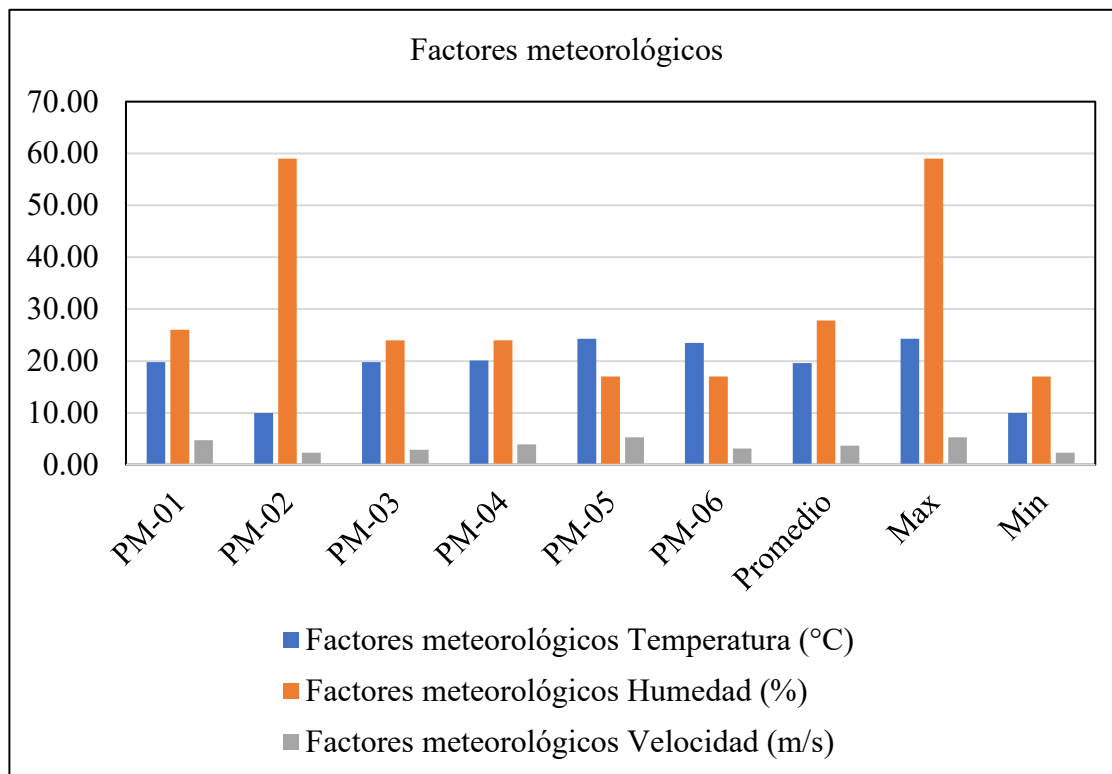 Factores meteorológicos
70.00
60.00
50.00
40.00
30.00
20.00
10.00
0.00
PM-01
PM-02
PM-03
PM-04
PM-05
PM-06
Promedio
Max
Min
Factores meteorológicos Temperatura (°C)
Factores meteorológicos Humedad (%)
Factores meteorológicos Velocidad (m/s)